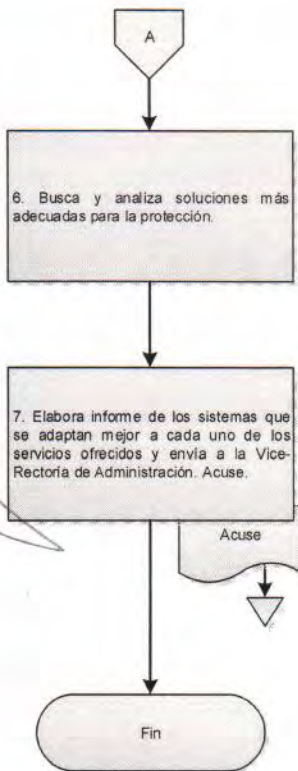 A
6. Busca y analiza soluciones más
adecuadas para la protección.
7. Elabora informe de los sistemas que
se adaptan mejor a cada uno de los
servicios ofrecidos y envía a la Vice-
Rectoría de Administración. Acuse.
Acuse
Fin